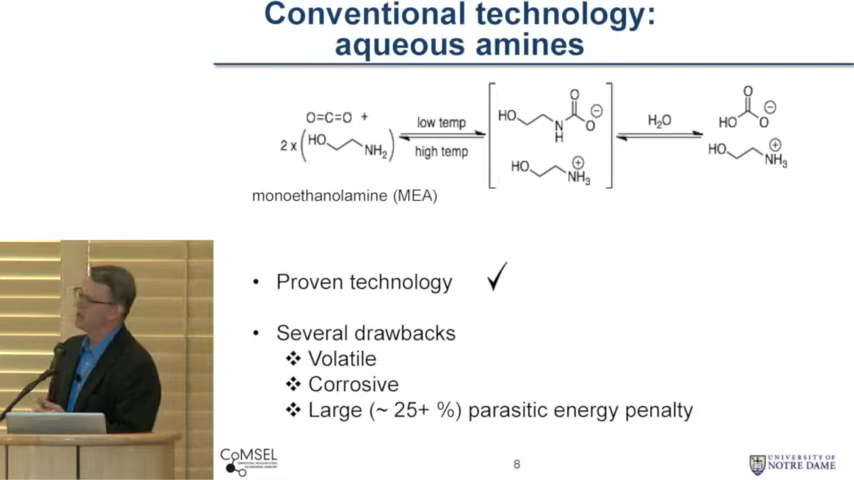 Conventional technology:
aqueous amines
O=C=O +
2 x
HO
NH2
low temp
high temp
HO
N
H
O
O
HO
NH3
H2O
O
HO
O
HO
NH3
monoethanolamine (MEA)
• Proven technology ✓
• Several drawbacks
❖ Volatile
❖ Corrosive
❖ Large (~ 25+ %) parasitic energy penalty
CoMSEL
8
UNIVERSITY OF
NOTRE DAME